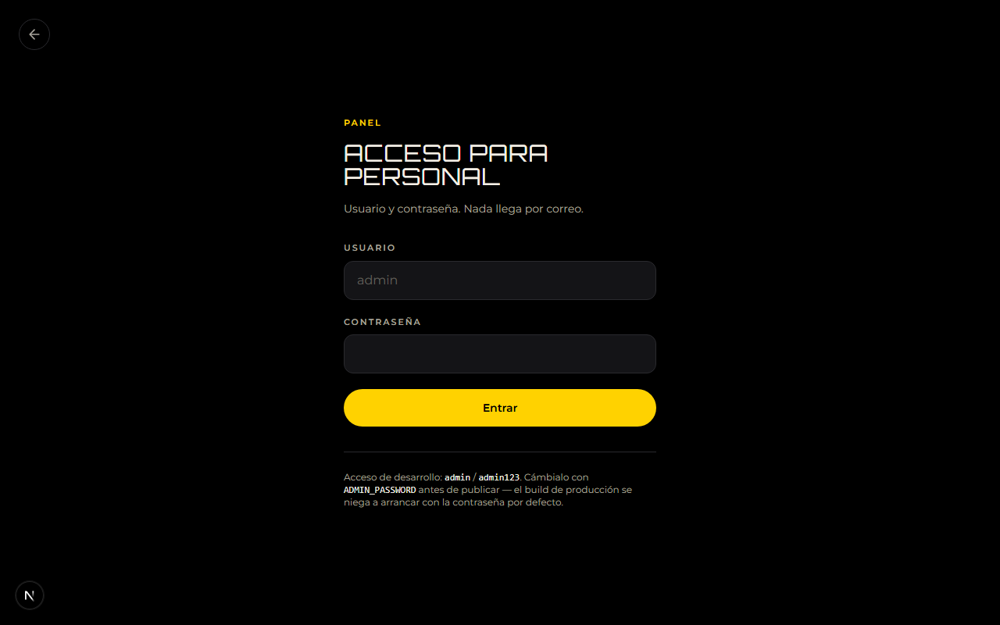 PANEL
ACCESO PARA
PERSONAL
Usuario y contraseña. Nada llega por correo.
USUARIO
admin
CONTRASEÑA
Entrar
Acceso de desarrollo: admin / admin123. Cámbialo con
ADMIN_PASSWORD antes de publicar — el build de producción se
niega a arrancar con la contraseña por defecto.
N